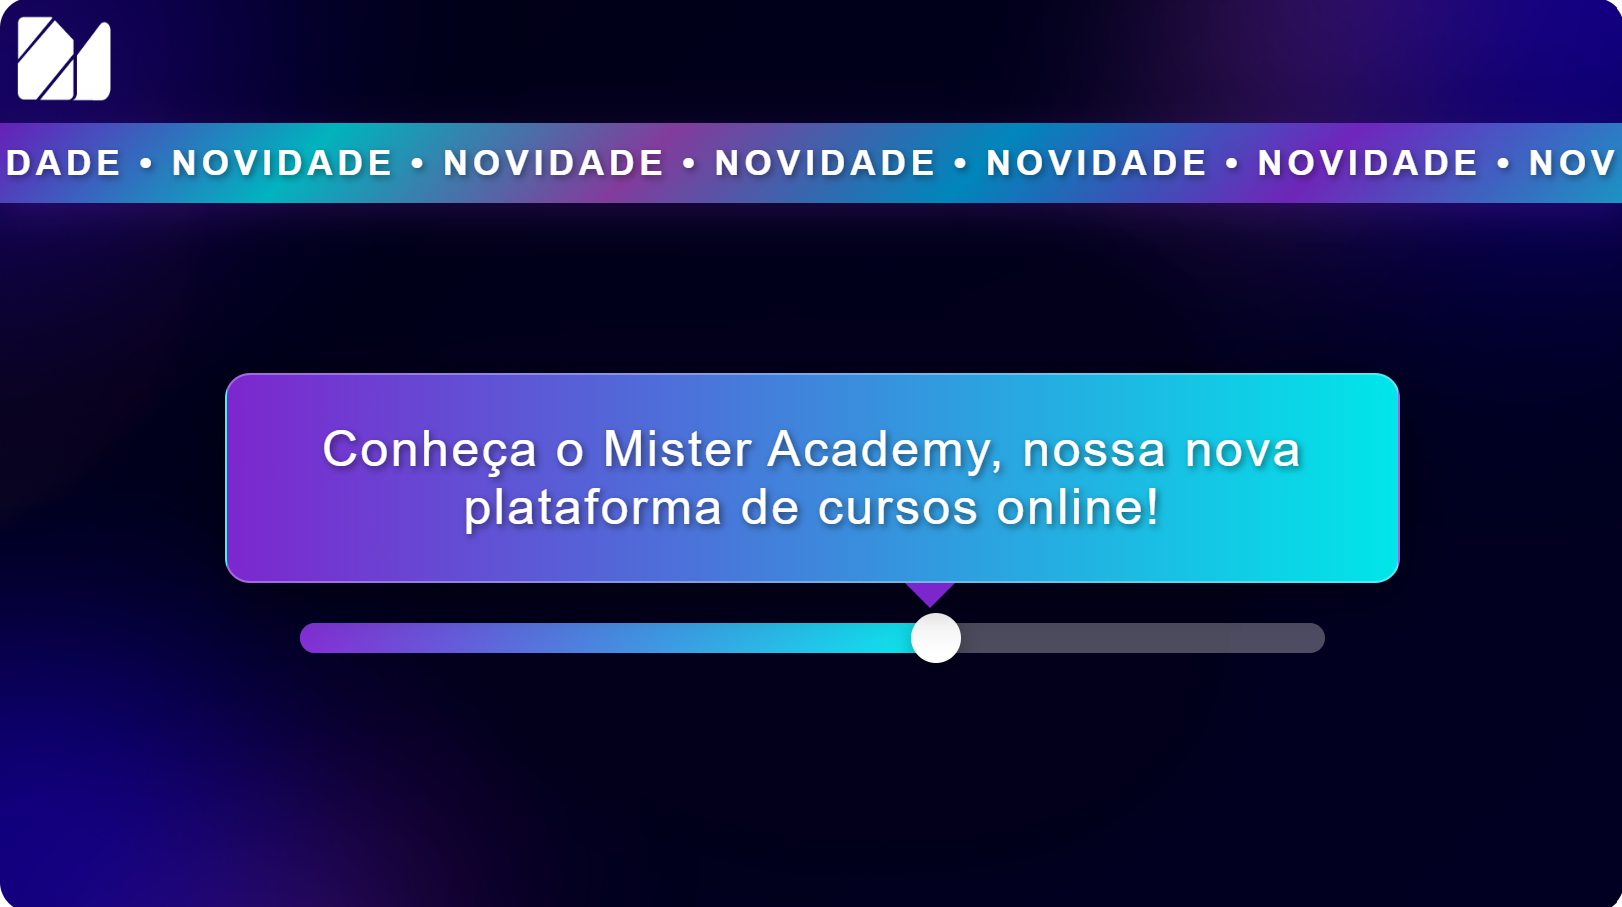 DADE • NOVIDADE • NOVIDADE • NOVIDADE • NOVIDADE • NOVIDADE • NOV
Conheça o Mister Academy, nossa nova
plataforma de cursos online!